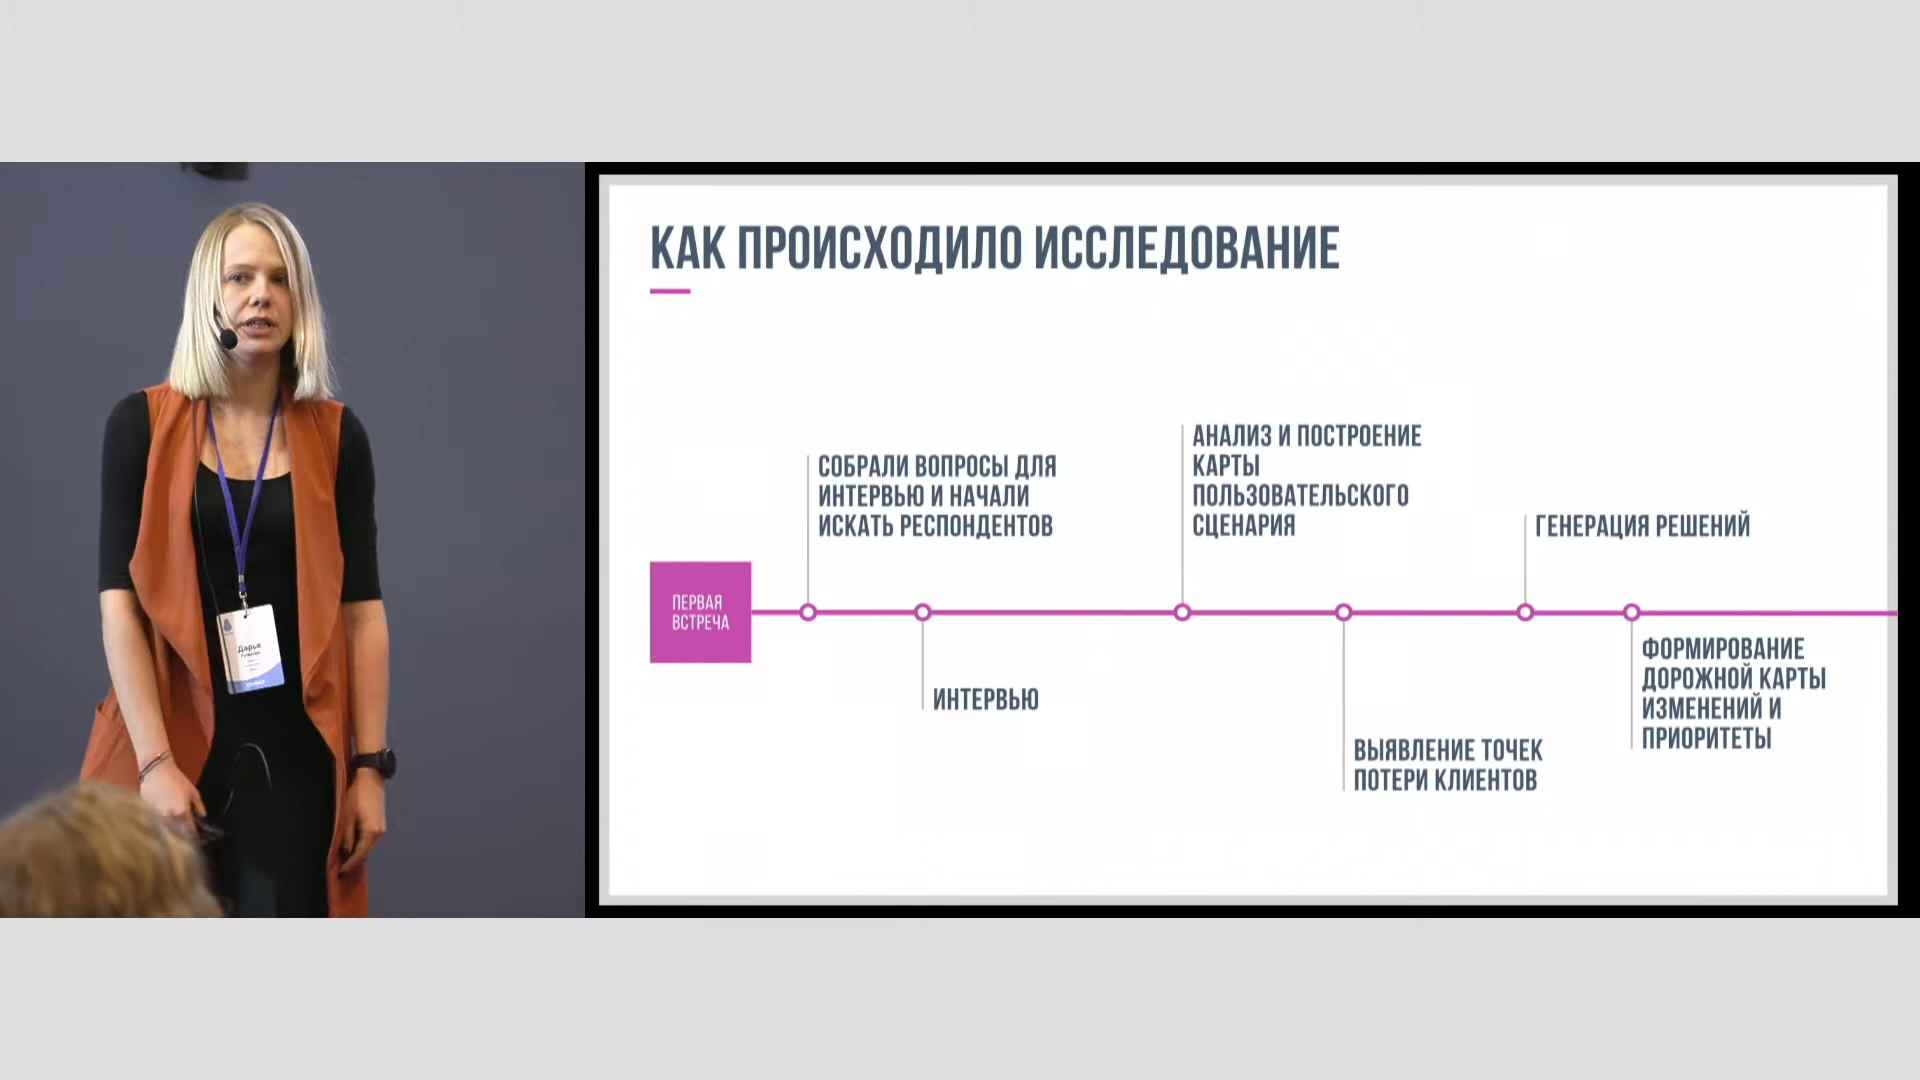 КАК ПРОИСХОДИЛО ИССЛЕДОВАНИЕ
СОБРАЛИ ВОПРОСЫ ДЛЯ
ИНТЕРВЬЮ И НАЧАЛИ
ИСКАТЬ РЕСПОНДЕНТОВ
АНАЛИЗ И ПОСТРОЕНИЕ
КАРТЫ
ПОЛЬЗОВАТЕЛЬСКОГО
СЦЕНАРИЯ
ГЕНЕРАЦИЯ РЕШЕНИЙ
ПЕРВАЯ
ВСТРЕЧА
ИНТЕРВЬЮ
ВЫЯВЛЕНИЕ ТОЧЕК
ПОТЕРИ КЛИЕНТОВ
ФОРМИРОВАНИЕ
ДОРОЖНОЙ КАРТЫ
ИЗМЕНЕНИЙ И
ПРИОРИТЕТЫ
Дарья